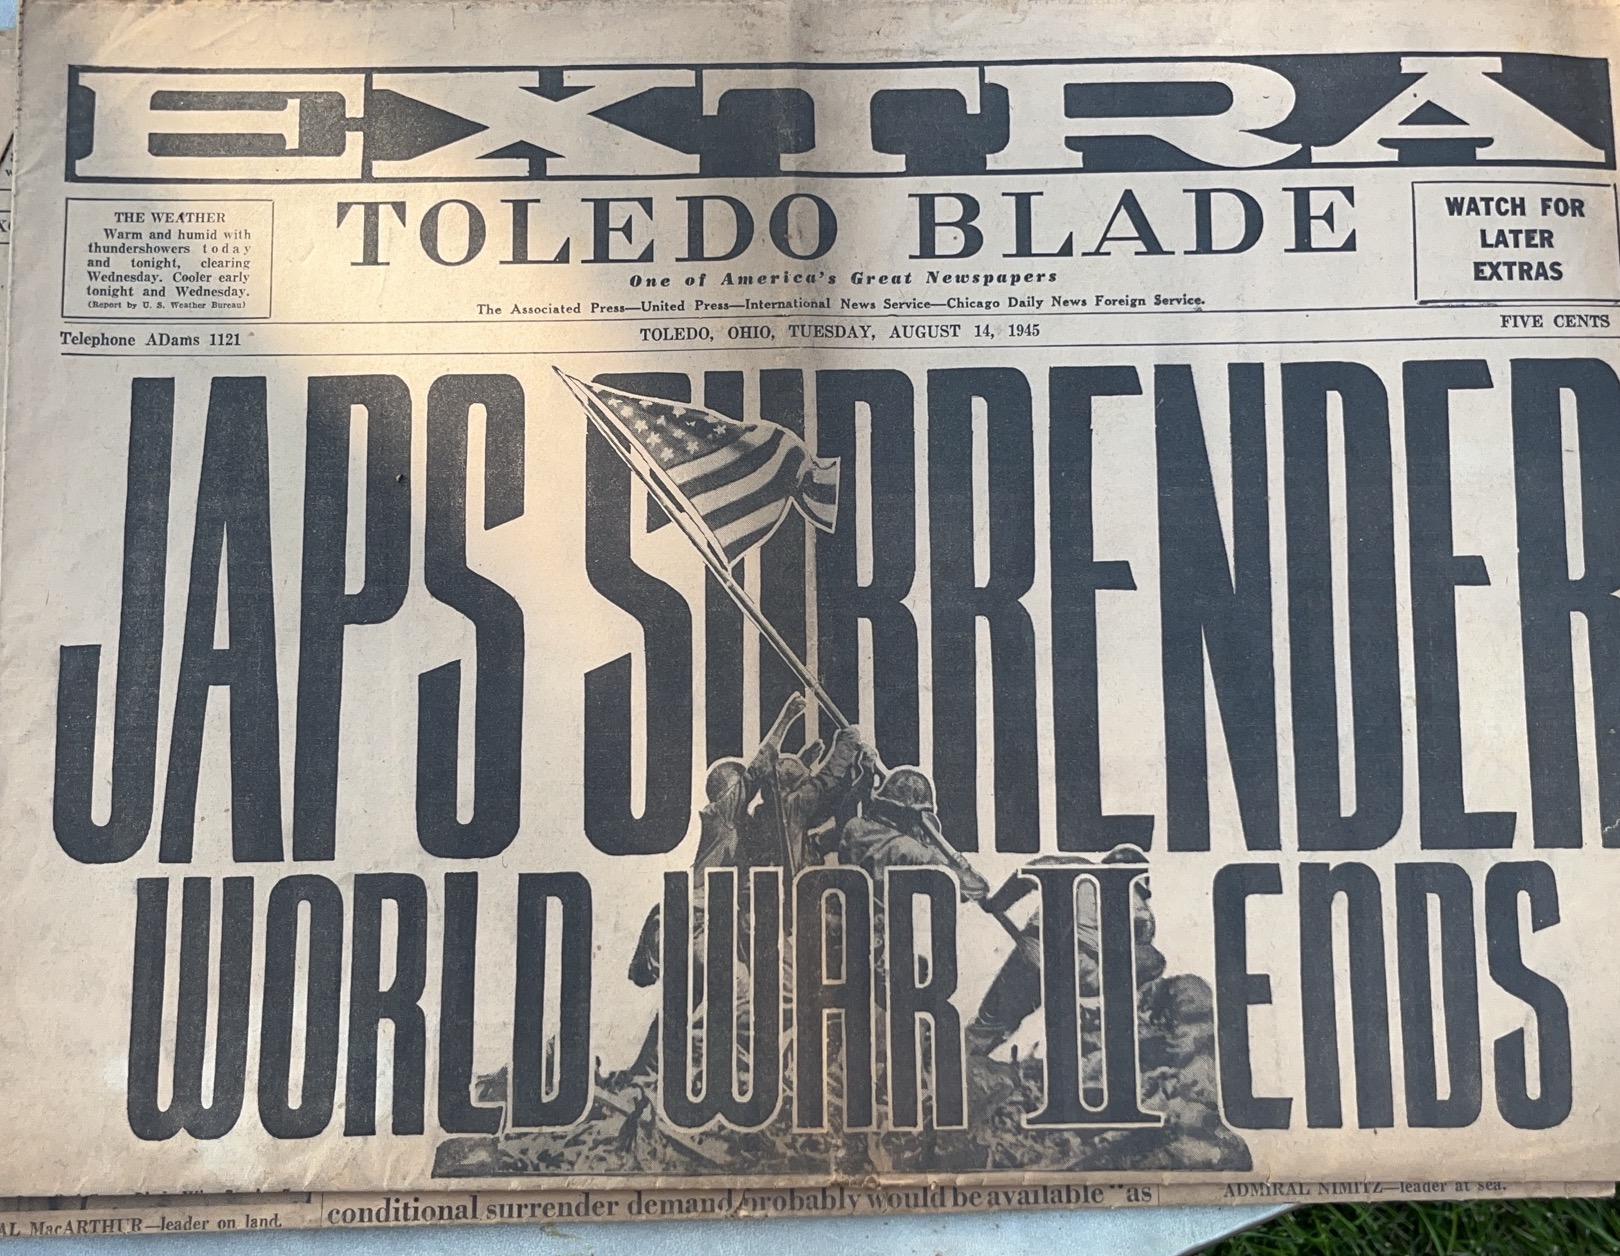 EXTRA
THE WEATHER
Warm and humid with
thundershowers today
and tonight, clearing
Wednesday. Cooler early
tonight and Wednesday.
(Report by U. S. Weather Bureau)
TOLEDO BLADE
One of America's Great Newspapers
The Associated Press—United Press—International News Service—Chicago Daily News Foreign Service.
WATCH FOR
LATER
EXTRAS
Telephone ADams 1121
TOLEDO, OHIO, TUESDAY, AUGUST 14, 1945
FIVE CENTS
JAPS SURRENDER
WORLD WAR II ENDS
AL MacARTHUR—leader on land.
conditional surrender demand probably would be available "as
ADMIRAL NIMITZ—leader at sea.